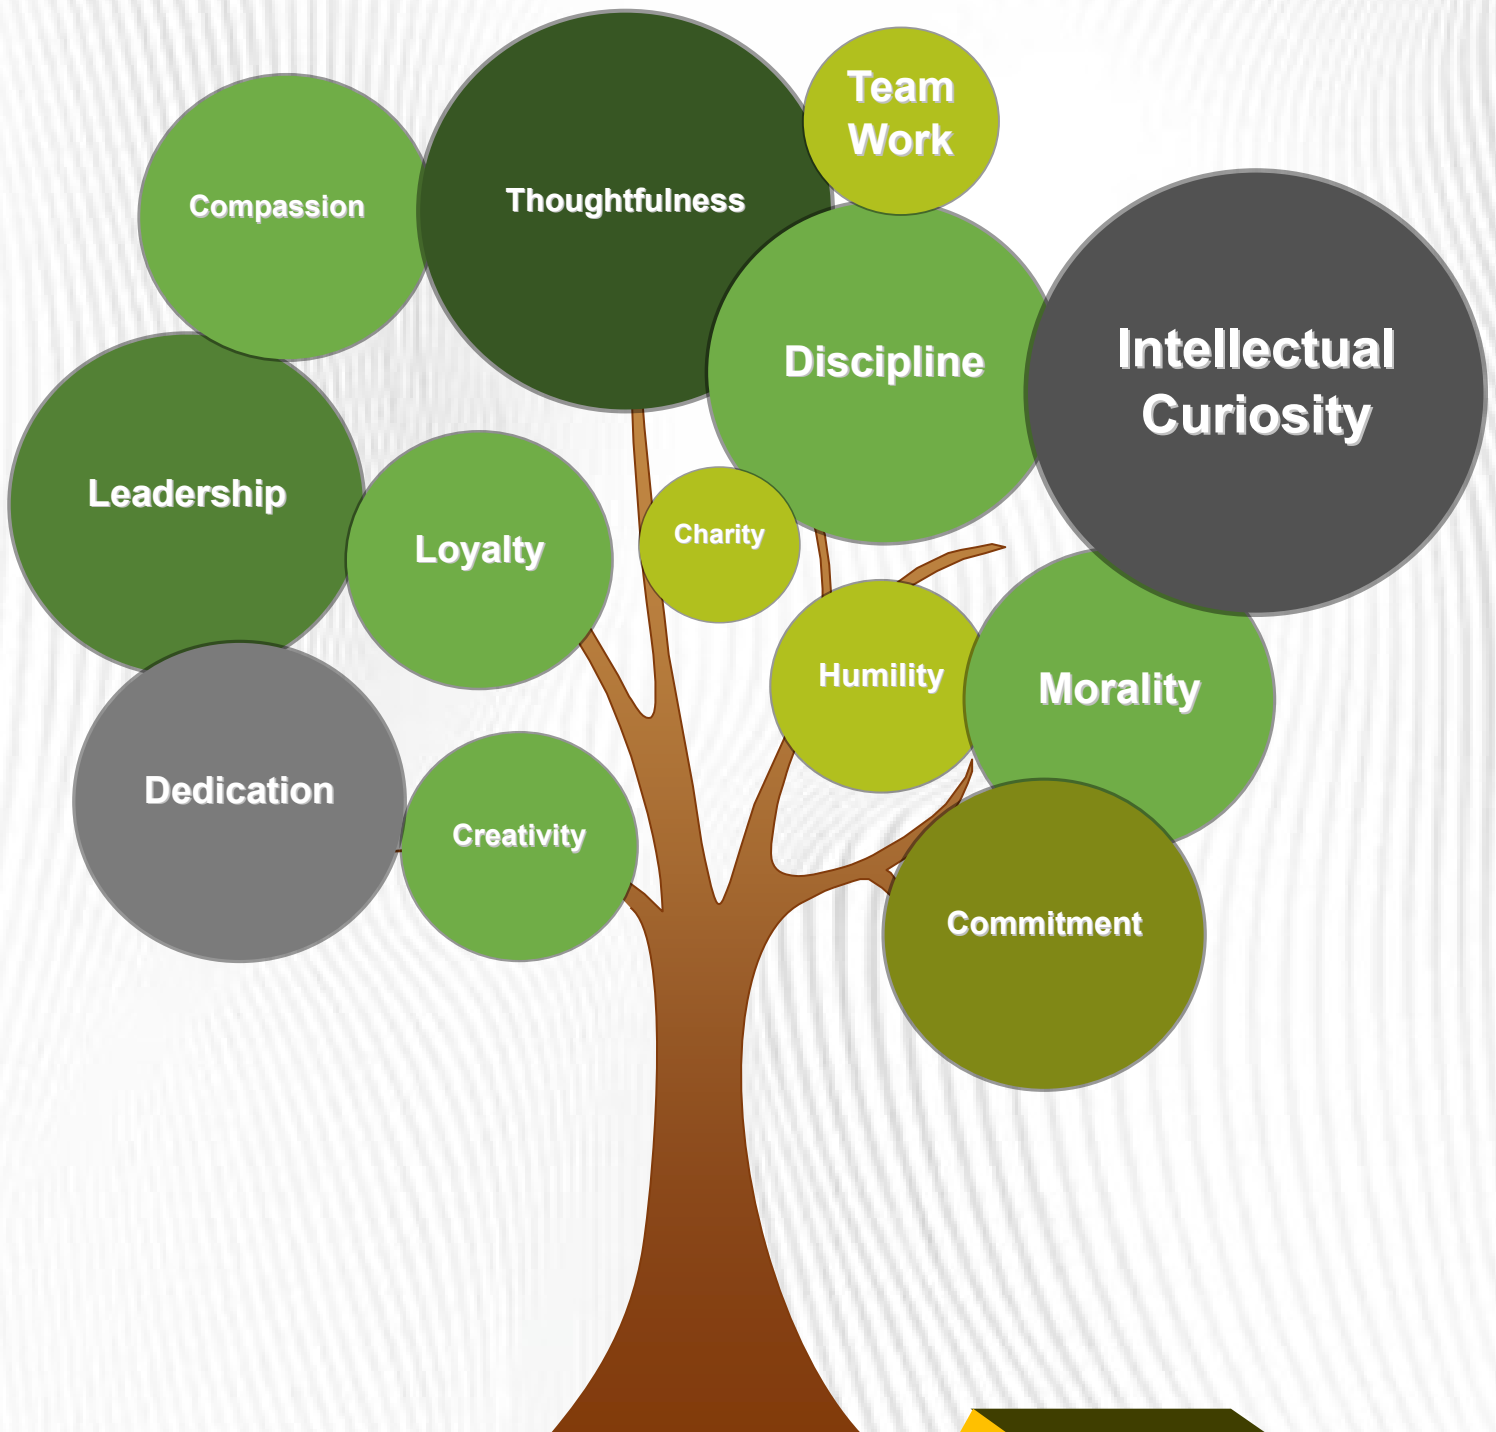 Team
Work
Compassion
Thoughtfulness
Discipline
Intellectual
Curiosity
Leadership
Loyalty
Charity
Humility
Morality
Dedication
Creativity
Commitment